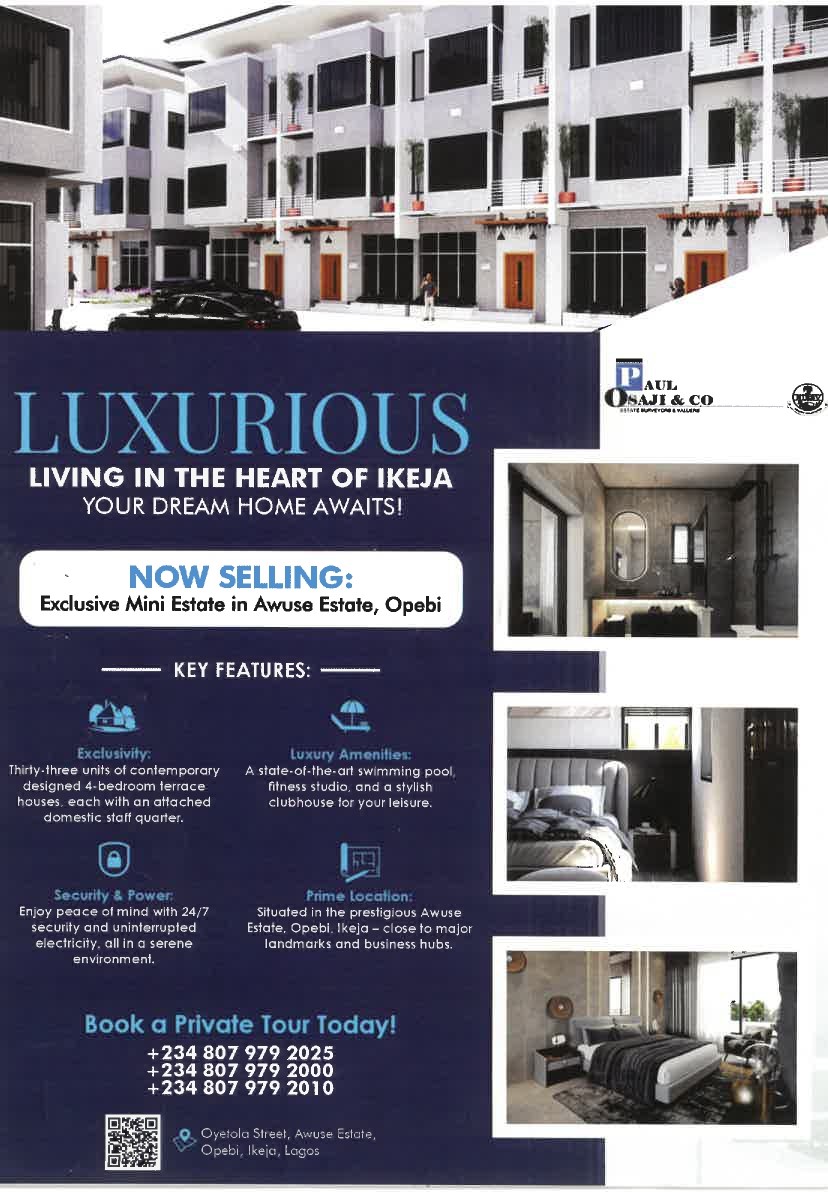 PAUL
OSAJI & CO
ESTATE SURVEYORS & VALUERS
LUXURIOUS
LIVING IN THE HEART OF IKEJA
YOUR DREAM HOME AWAITS!
NOW SELLING:
Exclusive Mini Estate in Awuse Estate, Opebi
KEY FEATURES:
Exclusivity:
Thirty-three units of contemporary
designed 4-bedroom terrace
houses, each with an attached
domestic staff quarter.
Luxury Amenities:
A state-of-the-art swimming pool,
fitness studio, and a stylish
clubhouse for your leisure.
Security & Power:
Enjoy peace of mind with 24/7
security and uninterrupted
electricity, all in a serene
environment.
Prime Location:
Situated in the prestigious Awuse
Estate, Opebi, Ikeja – close to major
landmarks and business hubs.
Book a Private Tour Today!
+234 807 979 2025
+234 807 979 2000
+234 807 979 2010
Oyetola Street, Awuse Estate,
Opebi, Ikeja, Lagos